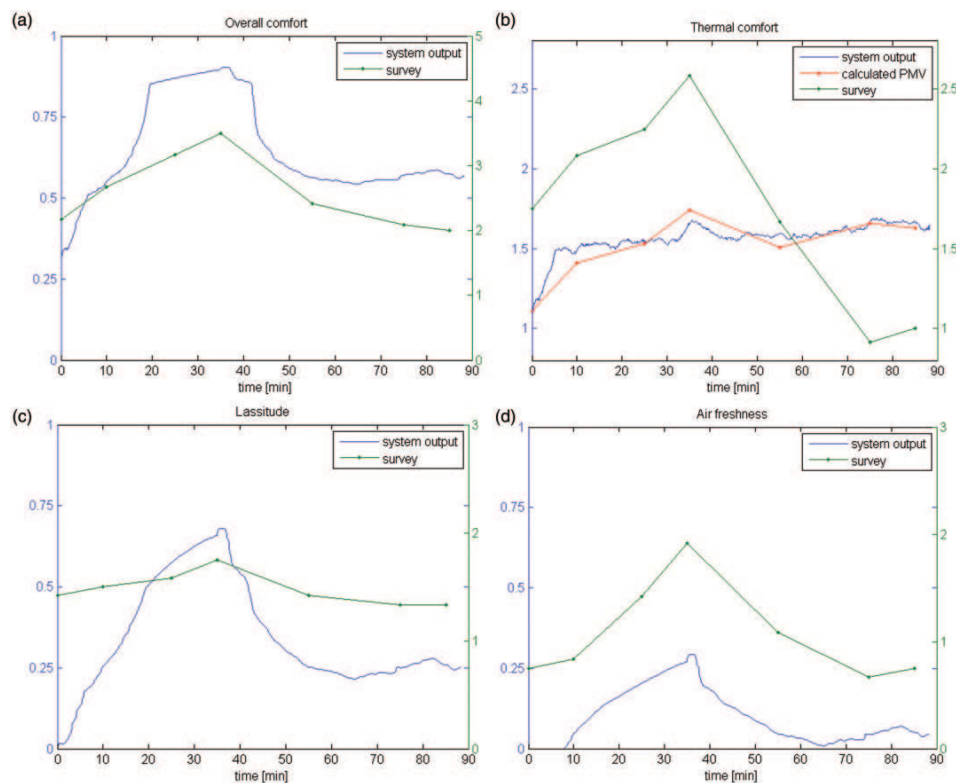 (a)
Overall comfort
system output
survey
1
0.75
0.5
0.25
0
5
4
3
2
1
0
0 10 20 30 40 50 60 70 80 90
time [min]
(b)
Thermal comfort
system output
calculated PMV
survey
2.5
2
1.5
1
2.5
2
1.5
1
0 10 20 30 40 50 60 70 80 90
time [min]
(c)
Lassitude
system output
survey
1
0.75
0.5
0.25
0
3
2
1
0
0 10 20 30 40 50 60 70 80 90
time [min]
(d)
Air freshness
system output
survey
1
0.75
0.5
0.25
0
3
2
1
0
0 10 20 30 40 50 60 70 80 90
time [min]